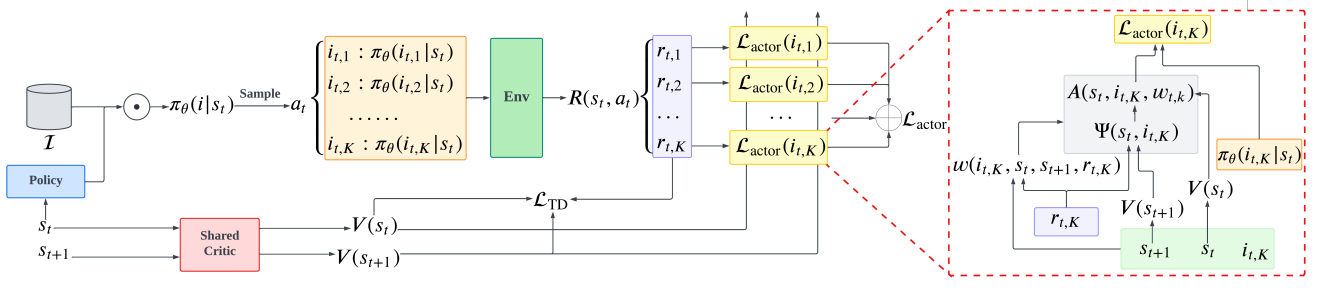 𝓘
Policy
s_t
s_{t+1}
π_θ(i|s_t)
Sample
a_t
i_{t,1} : π_θ(i_{t,1}|s_t)
i_{t,2} : π_θ(i_{t,2}|s_t)
......
i_{t,K} : π_θ(i_{t,K}|s_t)
Env
R(s_t, a_t)
r_{t,1}
r_{t,2}
...
r_{t,K}
𝓛_actor(i_{t,1})
𝓛_actor(i_{t,2})
...
𝓛_actor(i_{t,K})
𝓛_actor
Shared
Critic
V(s_t)
V(s_{t+1})
𝓛_TD
𝓛_actor(i_{t,K})
A(s_t, i_{t,K}, w_{t,k})
Ψ(s_t, i_{t,K})
π_θ(i_{t,K}|s_t)
w(i_{t,K}, s_t, s_{t+1}, r_{t,K})
V(s_t)
V(s_{t+1})
r_{t,K}
s_{t+1}
s_t
i_{t,K}